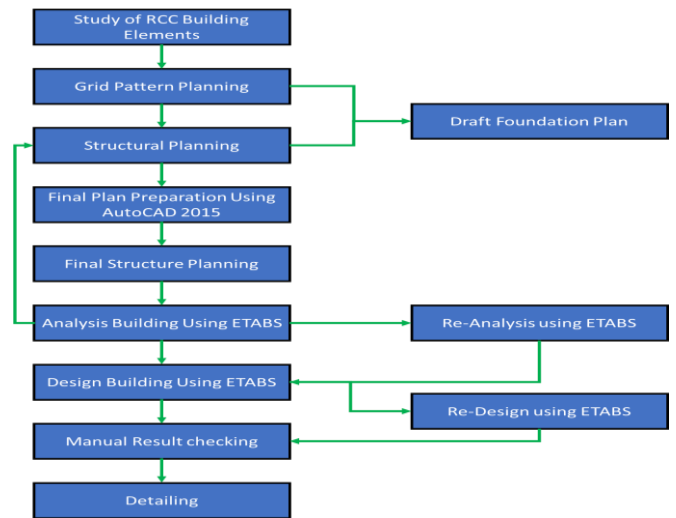 Study of RCC Building
Elements
Grid Pattern Planning
Draft Foundation Plan
Structural Planning
Final Plan Preparation Using
AutoCAD 2015
Final Structure Planning
Analysis Building Using ETABS
Re-Analysis using ETABS
Design Building Using ETABS
Re-Design using ETABS
Manual Result checking
Detailing